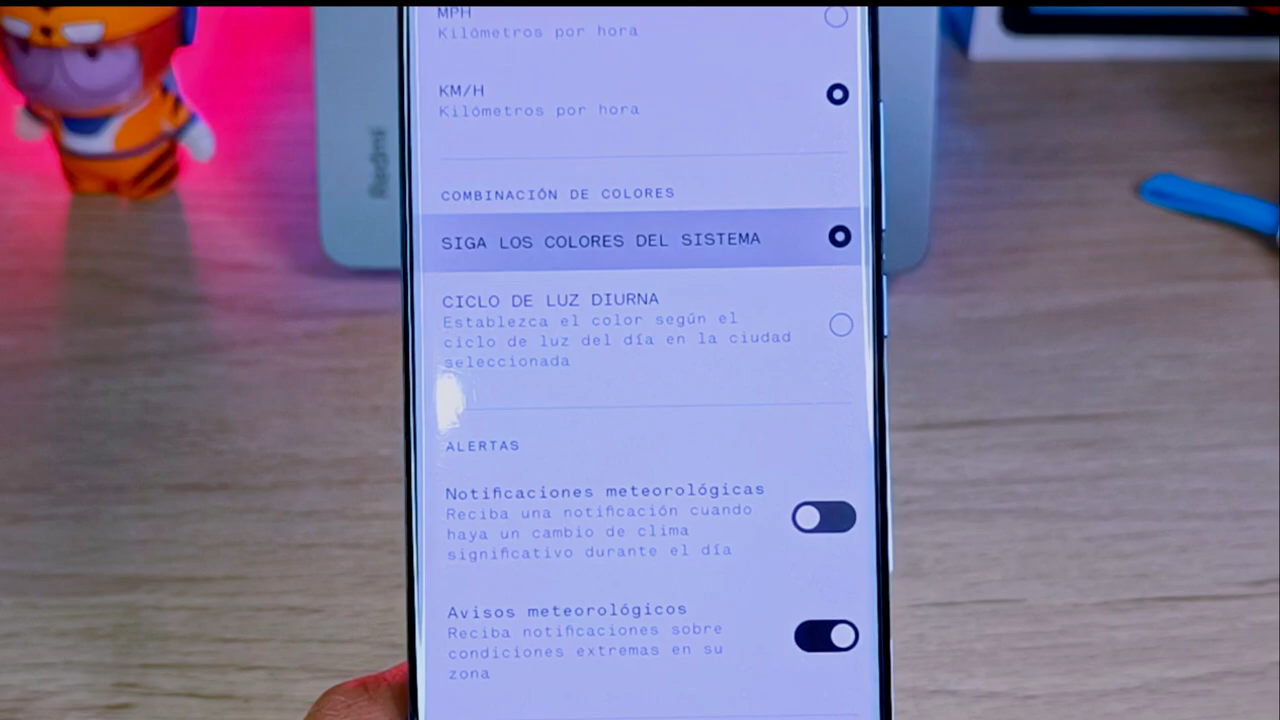 MPH
Kilómetros por hora
KM/H
Kilómetros por hora
Redmi
COMBINACIÓN DE COLORES
SIGA LOS COLORES DEL SISTEMA
CICLO DE LUZ DIURNA
Establezca el color según el
ciclo de luz del día en la ciudad
seleccionada
ALERTAS
Notificaciones meteorológicas
Reciba una notificación cuando
haya un cambio de clima
significativo durante el día
Avisos meteorológicos
Reciba notificaciones sobre
condiciones extremas en su
zona